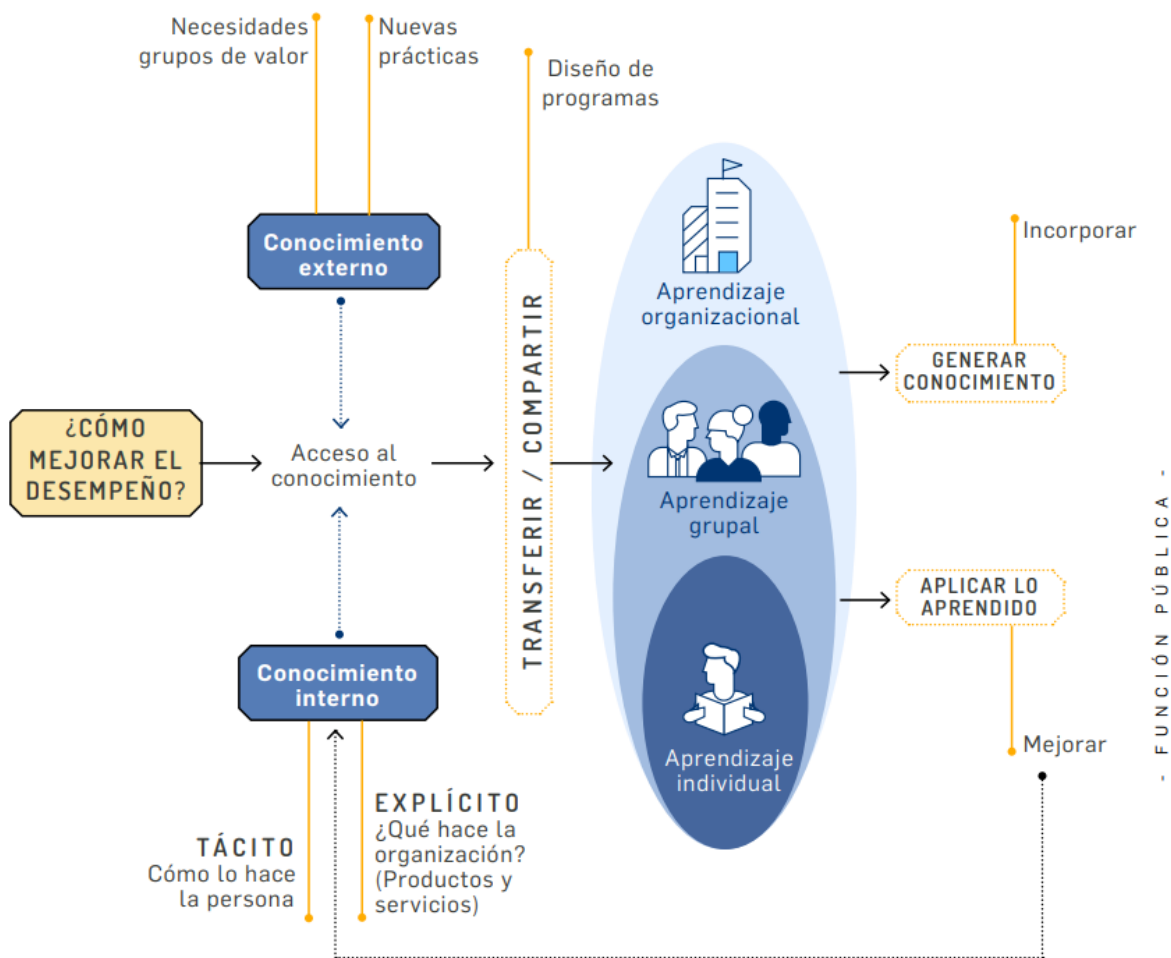 Necesidades
grupos de valor
Nuevas
prácticas
Diseño de
programas
Conocimiento
externo
Aprendizaje
organizacional
Incorporar
GENERAR
CONOCIMIENTO
¿CÓMO
MEJORAR EL
DESEMPEÑO?
Acceso al
conocimiento
TRANSFERIR / COMPARTIR
Aprendizaje
grupal
APLICAR LO
APRENDIDO
Conocimiento
interno
Aprendizaje
individual
Mejorar
TÁCITO
Cómo lo hace
la persona
EXPLÍCITO
¿Qué hace la
organización?
(Productos y
servicios)
- FUNCIÓN PÚBLICA -